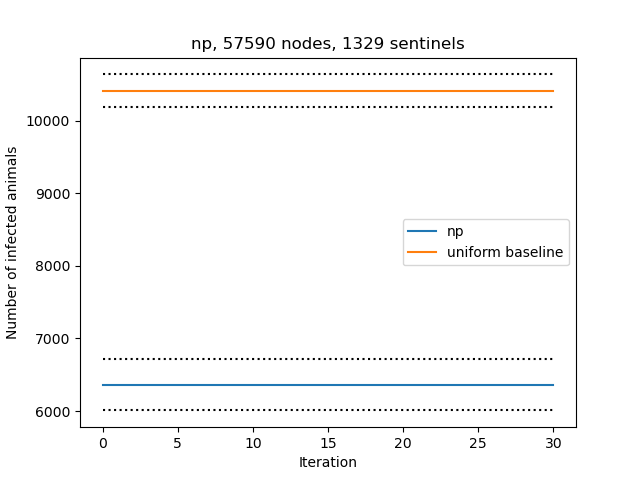 np, 57590 nodes, 1329 sentinels
Number of infected animals
10000
9000
8000
7000
6000
np
uniform baseline
0 5 10 15 20 25 30
Iteration